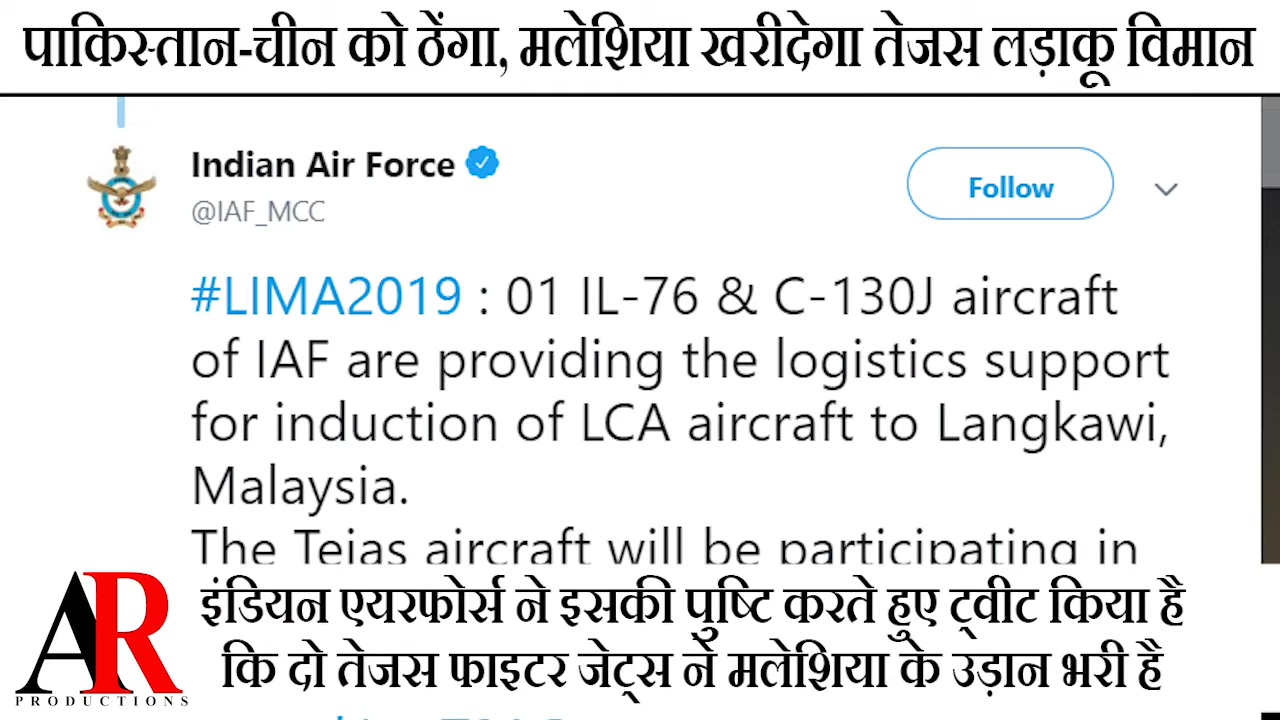 पाकिस्तान-चीन को ठेंगा, मलेशिया खरीदेगा तेजस लड़ाकू विमान
Indian Air Force
@IAF_MCC
Follow
#LIMA2019 : 01 IL-76 & C-130J aircraft
of IAF are providing the logistics support
for induction of LCA aircraft to Langkawi,
Malaysia.
The Tejas aircraft will be participating in
इंडियन एयरफोर्स ने इसकी पुष्टि करते हुए ट्वीट किया है
कि दो तेजस फाइटर जेट्स ने मलेशिया के उड़ान भरी है
AR
PRODUCTIONS